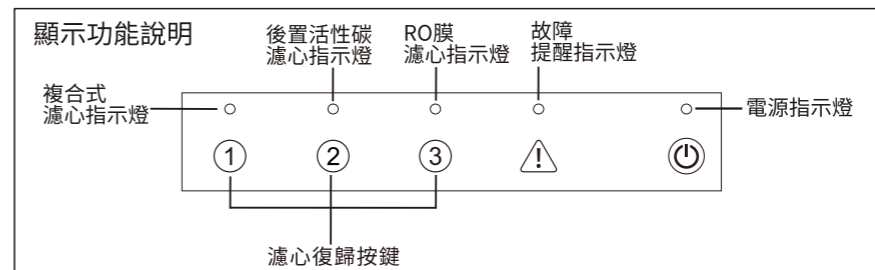 顯示功能說明
複合式
濾心指示燈
後置活性碳
濾心指示燈
RO膜
濾心指示燈
故障
提醒指示燈
電源指示燈
1
2
3
濾心復歸按鍵